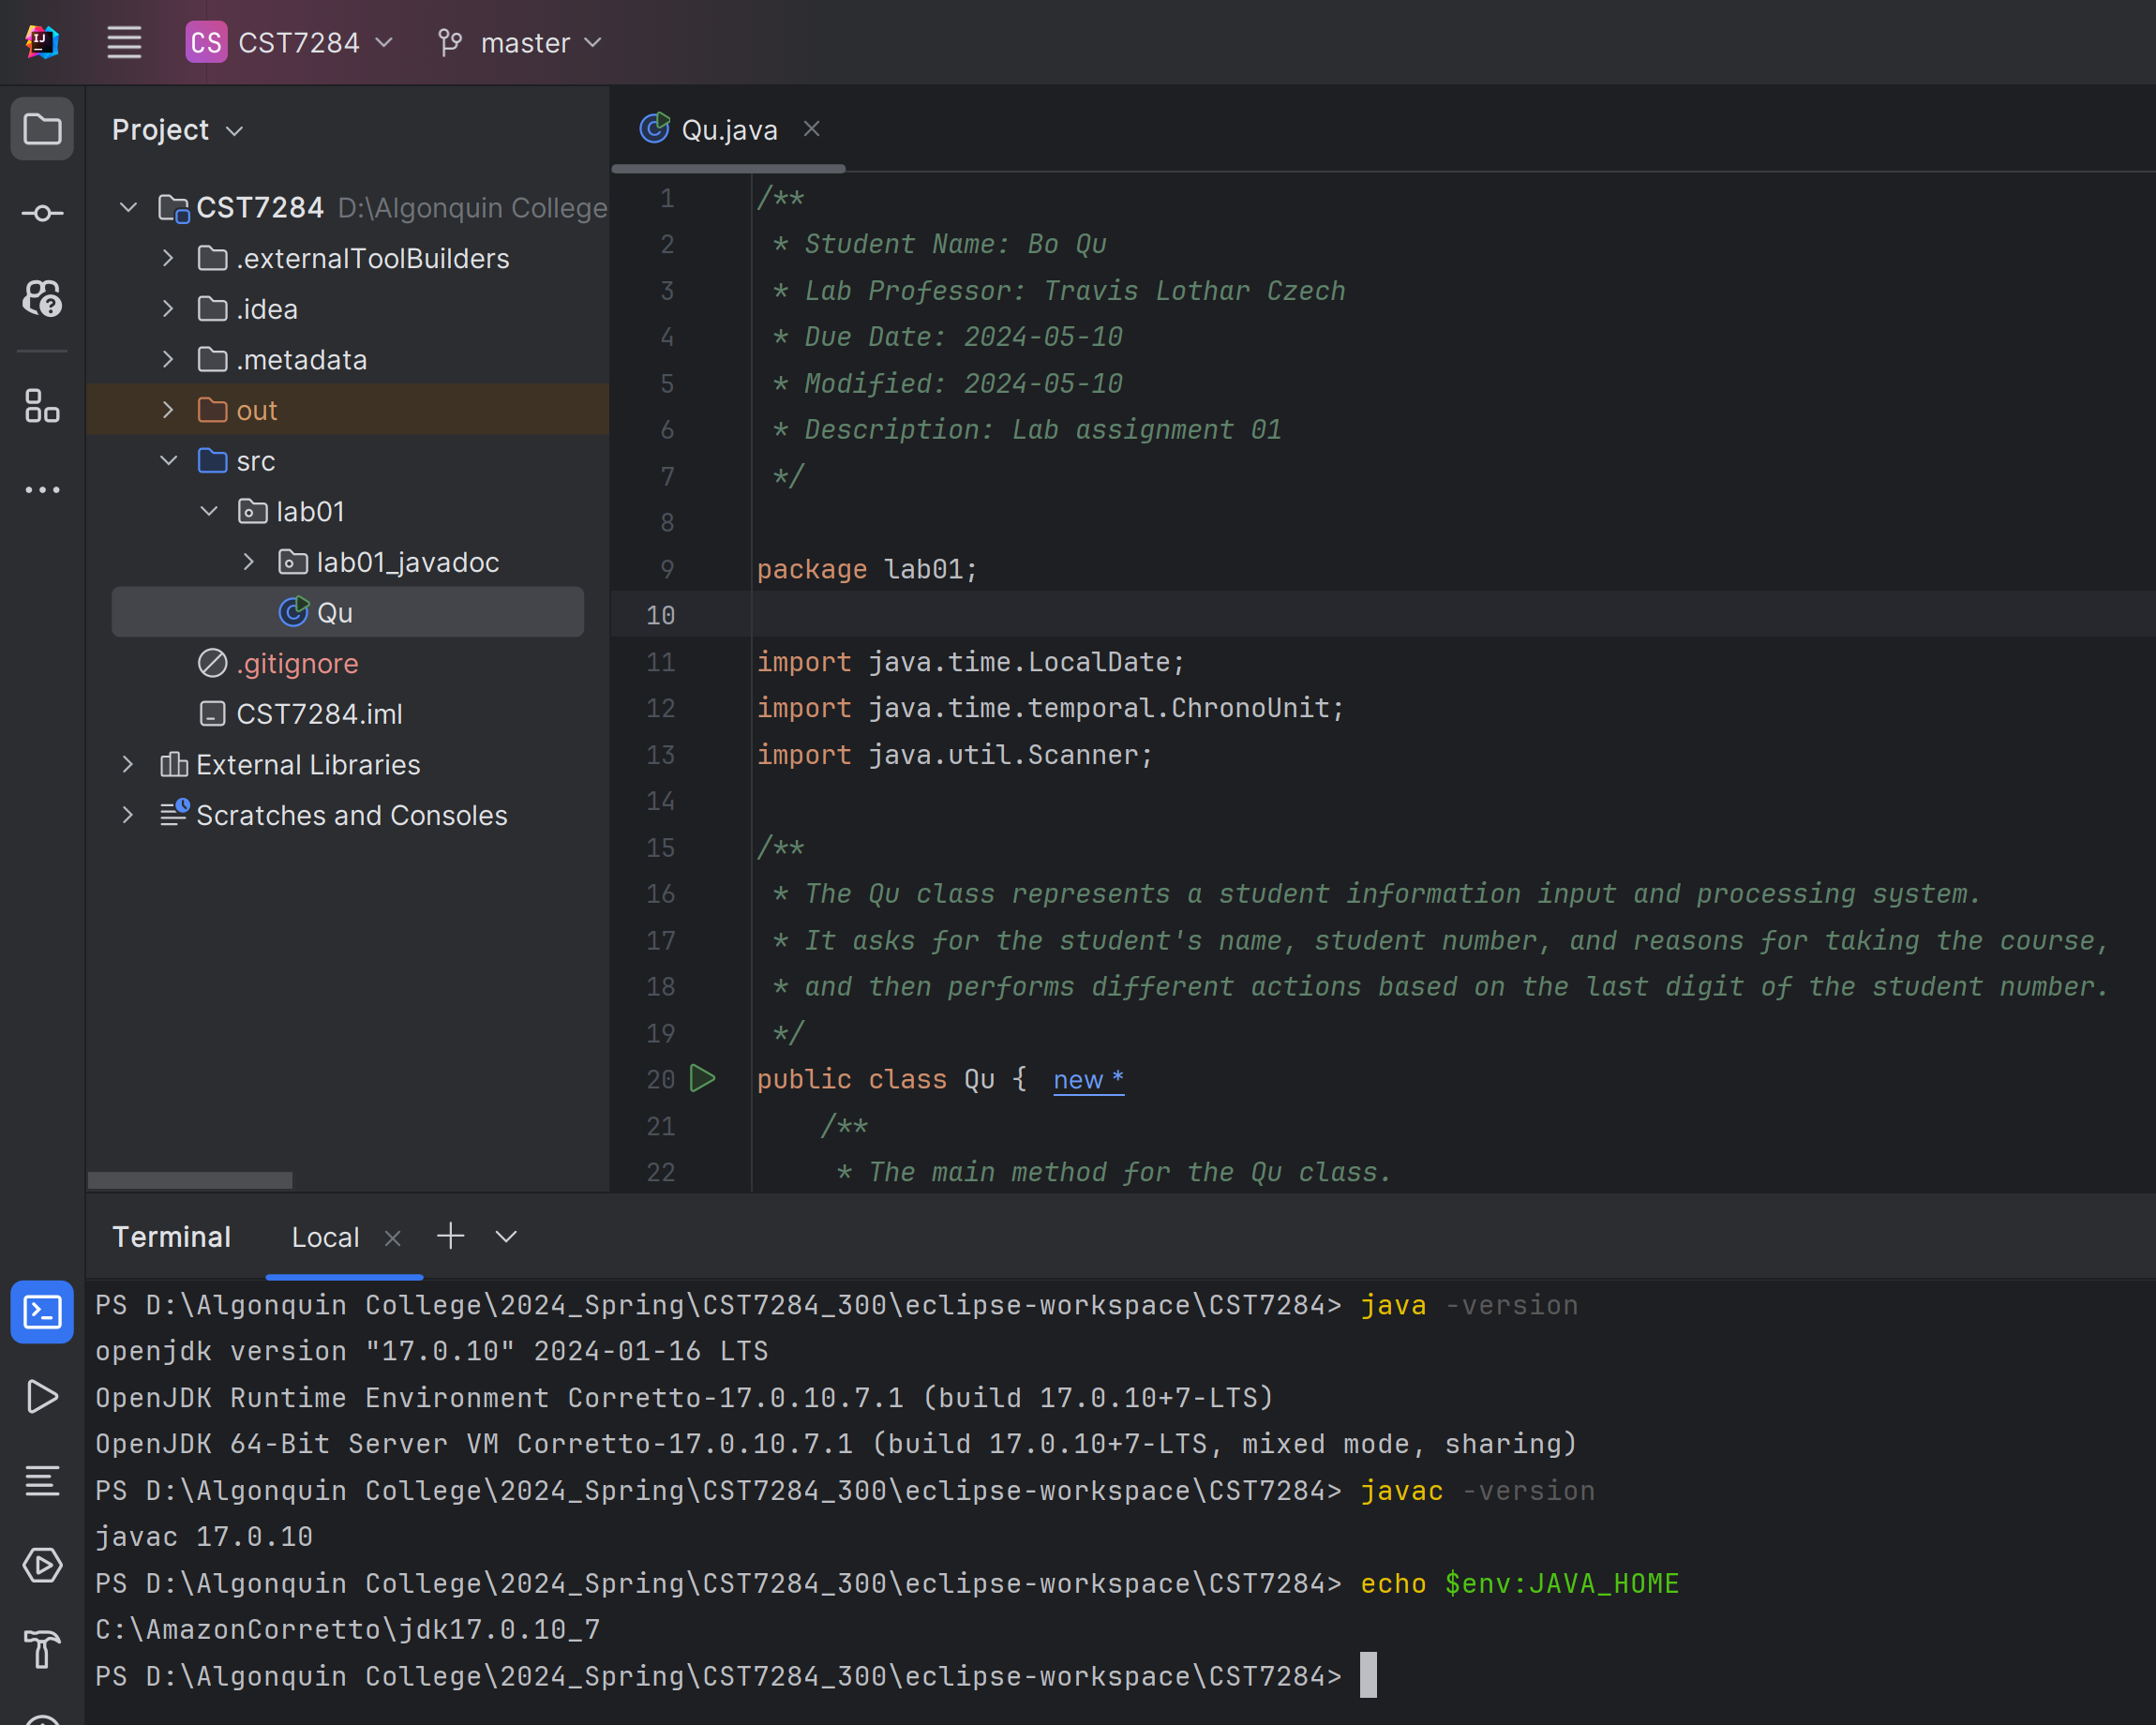 IJ
CS CST7284 master
Project
CST7284 D:\Algonquin College
.externalToolBuilders
.idea
.metadata
out
src
lab01
lab01_javadoc
Qu
.gitignore
CST7284.iml
External Libraries
Scratches and Consoles
Qu.java
1 /**
2 * Student Name: Bo Qu
3 * Lab Professor: Travis Lothar Czech
4 * Due Date: 2024-05-10
5 * Modified: 2024-05-10
6 * Description: Lab assignment 01
7 */
8
9 package lab01;
10
11 import java.time.LocalDate;
12 import java.time.temporal.ChronoUnit;
13 import java.util.Scanner;
14
15 /**
16 * The Qu class represents a student information input and processing system.
17 * It asks for the student's name, student number, and reasons for taking the course,
18 * and then performs different actions based on the last digit of the student number.
19 */
20 public class Qu { new *
21 /**
22 * The main method for the Qu class.
Terminal Local
PS D:\Algonquin College\2024_Spring\CST7284_300\eclipse-workspace\CST7284> java -version
openjdk version "17.0.10" 2024-01-16 LTS
OpenJDK Runtime Environment Corretto-17.0.10.7.1 (build 17.0.10+7-LTS)
OpenJDK 64-Bit Server VM Corretto-17.0.10.7.1 (build 17.0.10+7-LTS, mixed mode, sharing)
PS D:\Algonquin College\2024_Spring\CST7284_300\eclipse-workspace\CST7284> javac -version
javac 17.0.10
PS D:\Algonquin College\2024_Spring\CST7284_300\eclipse-workspace\CST7284> echo $env:JAVA_HOME
C:\AmazonCorretto\jdk17.0.10_7
PS D:\Algonquin College\2024_Spring\CST7284_300\eclipse-workspace\CST7284>